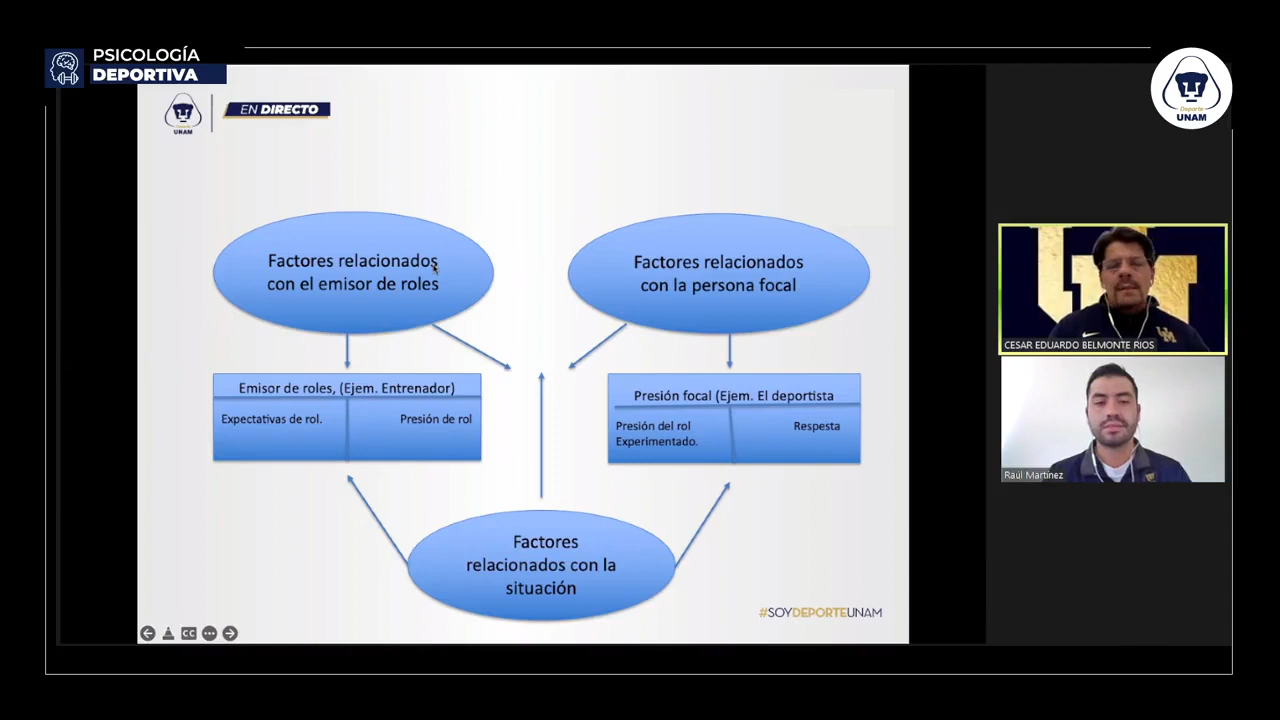 PSICOLOGÍA
DEPORTIVA
Deporte
UNAM
Deporte
UNAM
EN DIRECTO
Factores relacionados
con el emisor de roles
Factores relacionados
con la persona focal
Emisor de roles, (Ejem. Entrenador)
Expectativas de rol.
Presión de rol
Presión focal (Ejem. El deportista
Presión del rol
Experimentado.
Respesta
Factores
relacionados con la
situación
#SOYDEPORTEUNAM
CC
CESAR EDUARDO BELMONTE RIOS
Raúl Martínez